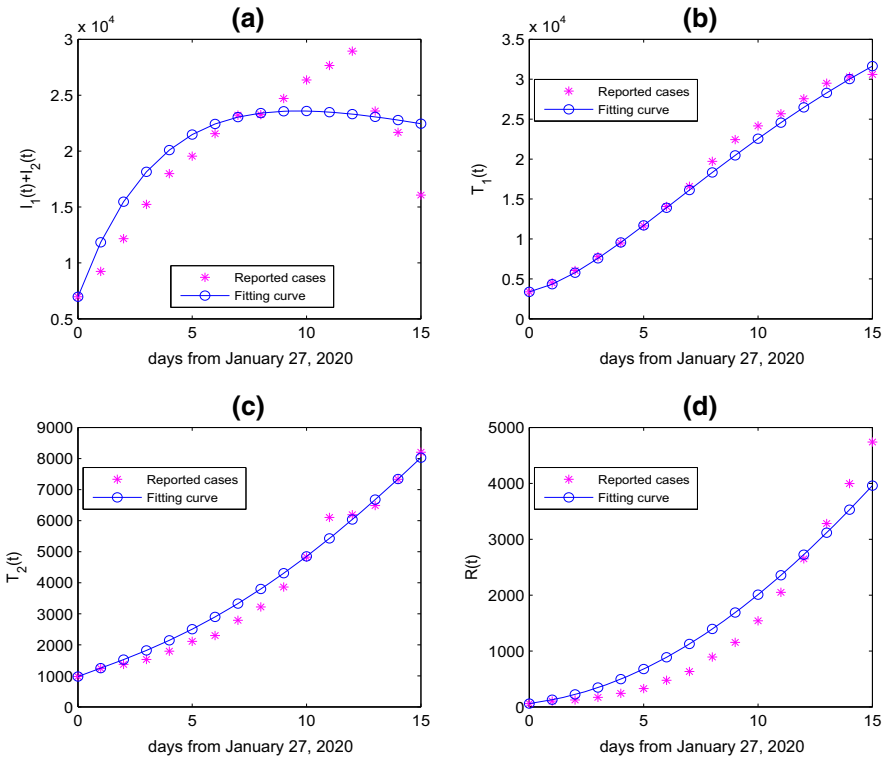 (a)
x 10^4
3
2.5
2
1.5
1
0.5
0 5 10 15
I_1(t)+I_2(t)
Reported cases
Fitting curve
days from January 27, 2020
(b)
x 10^4
3.5
3
2.5
2
1.5
1
0.5
0
0 5 10 15
T_1(t)
Reported cases
Fitting curve
days from January 27, 2020
(c)
9000
8000
7000
6000
5000
4000
3000
2000
1000
0
0 5 10 15
T_2(t)
Reported cases
Fitting curve
days from January 27, 2020
(d)
5000
4000
3000
2000
1000
0
0 5 10 15
R(t)
Reported cases
Fitting curve
days from January 27, 2020